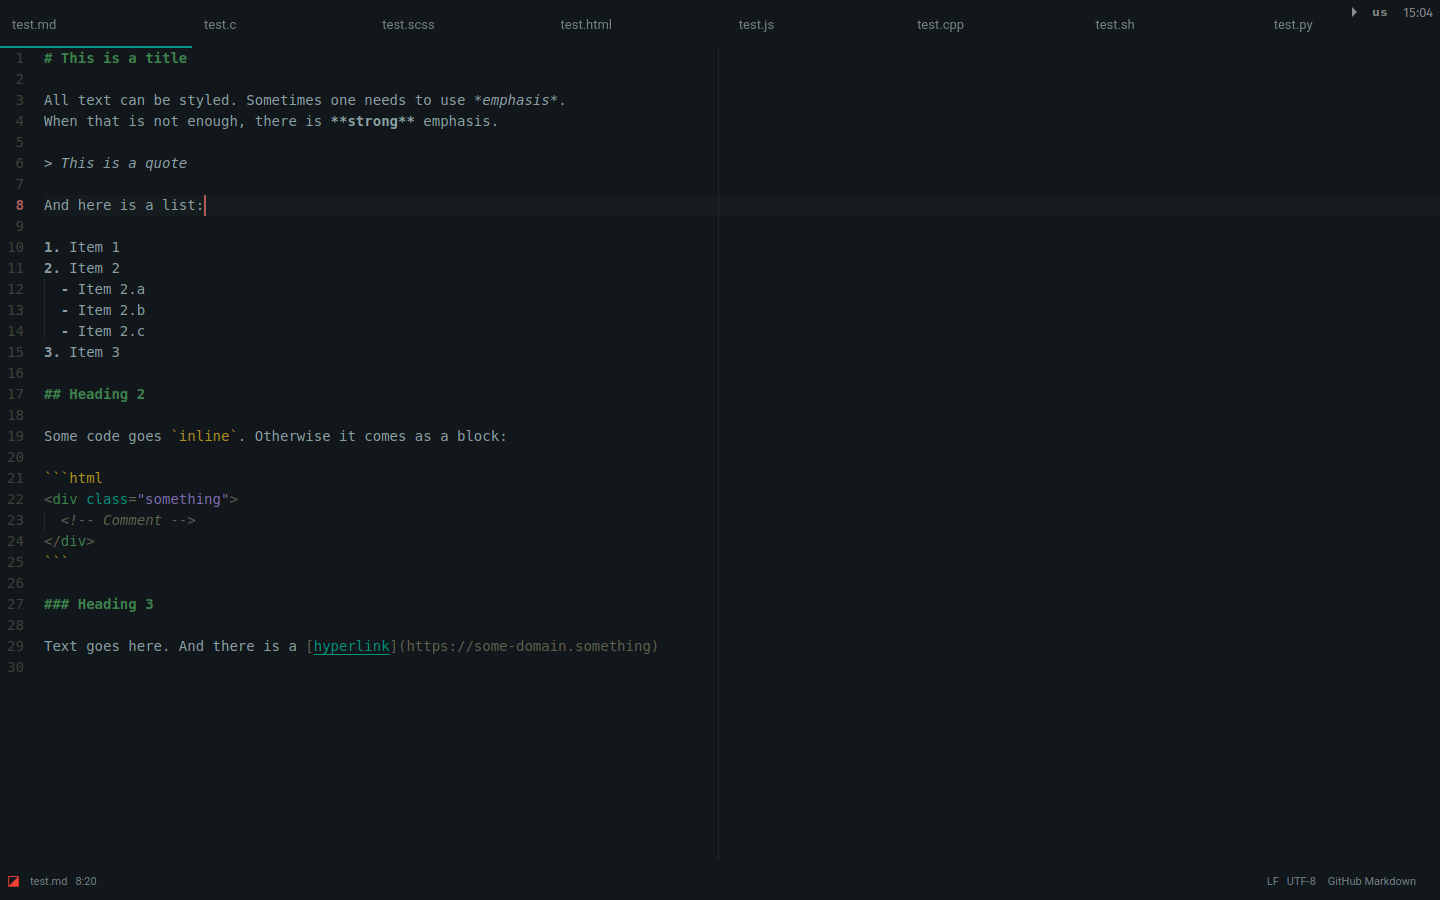 test.md test.c test.scss test.html test.js test.cpp test.sh test.py us 15:04
1 # This is a title
2
3 All text can be styled. Sometimes one needs to use *emphasis*.
4 When that is not enough, there is **strong** emphasis.
5
6 > This is a quote
7
8 And here is a list:
9
10 1. Item 1
11 2. Item 2
12   - Item 2.a
13   - Item 2.b
14   - Item 2.c
15 3. Item 3
16
17 ## Heading 2
18
19 Some code goes `inline`. Otherwise it comes as a block:
20
21 ```html
22 <div class="something">
23   <!-- Comment -->
24 </div>
25 ```
26
27 ### Heading 3
28
29 Text goes here. And there is a [hyperlink](https://some-domain.something)
30
test.md 8:20 LF UTF-8 GitHub Markdown